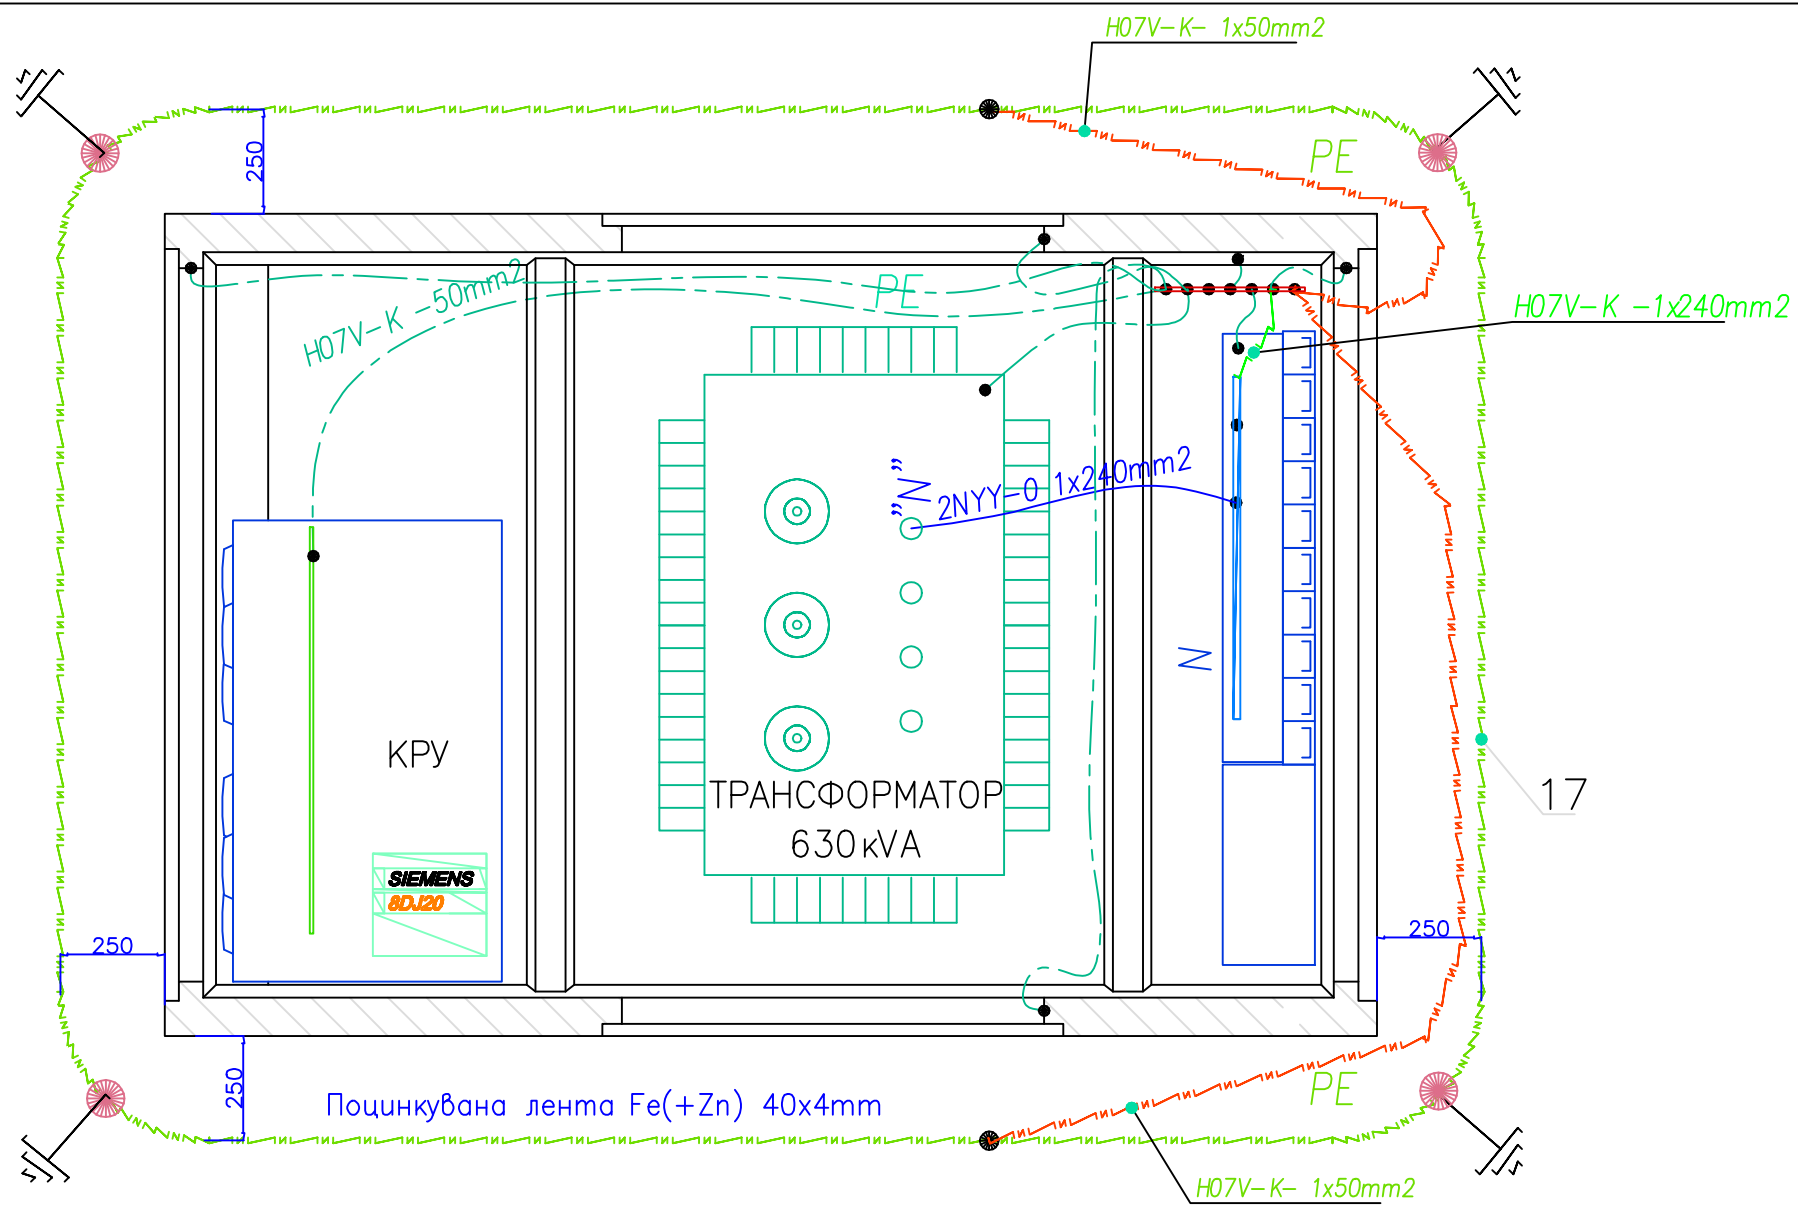 H07V-K- 1x50mm2
PE
250
PE
H07V-K -50mm2
H07V-K -1x240mm2
„N”
2NYY-0 1x240mm2
N
КРУ
ТРАНСФОРМАТОР
630кVA
17
SIEMENS
8DJ20
250
250
250
Поцинкувана лента Fe(+Zn) 40x4mm
PE
H07V-K- 1x50mm2